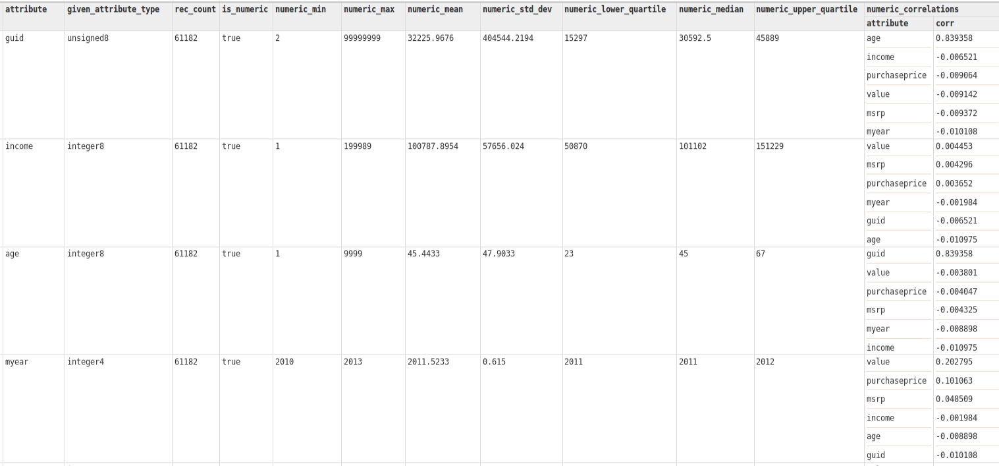 attribute given_attribute_type rec_count is_numeric numeric_min numeric_max numeric_mean numeric_std_dev numeric_lower_quartile numeric_median numeric_upper_quartile numeric_correlations
attribute corr
guid unsigned8 61182 true 2 99999999 32225.9676 404544.2194 15297 30592.5 45889 age 0.839358
income -0.006521
purchaseprice -0.009064
value -0.009142
msrp -0.009372
myear -0.010108
income integer8 61182 true 1 199989 100787.8954 57656.024 50870 101102 151229 value 0.004453
msrp 0.004296
purchaseprice 0.003652
myear -0.001984
guid -0.006521
age -0.010975
age integer8 61182 true 1 9999 45.4433 47.9033 23 45 67 guid 0.839358
value -0.003801
purchaseprice -0.004047
msrp -0.004325
myear -0.008898
income -0.010975
myear integer4 61182 true 2010 2013 2011.5233 0.615 2011 2011 2012 value 0.202795
purchaseprice 0.101063
msrp 0.048509
income -0.001984
age -0.008898
guid -0.010108